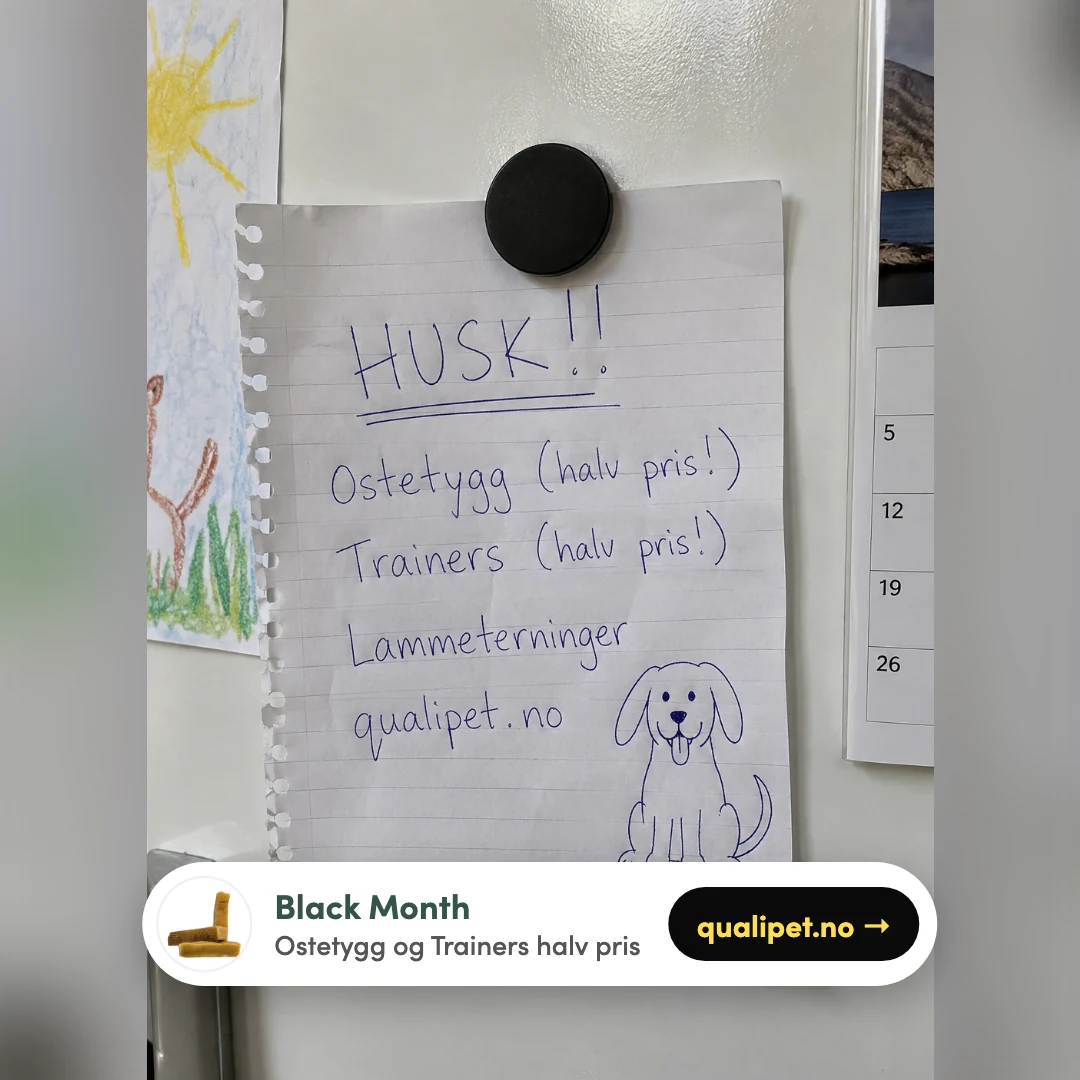 HUSK!!
Ostetygg (halv pris!)
Trainers (halv pris!)
Lammeterninger
qualipet.no
5
12
19
26
Black Month
Ostetygg og Trainers halv pris
qualipet.no →